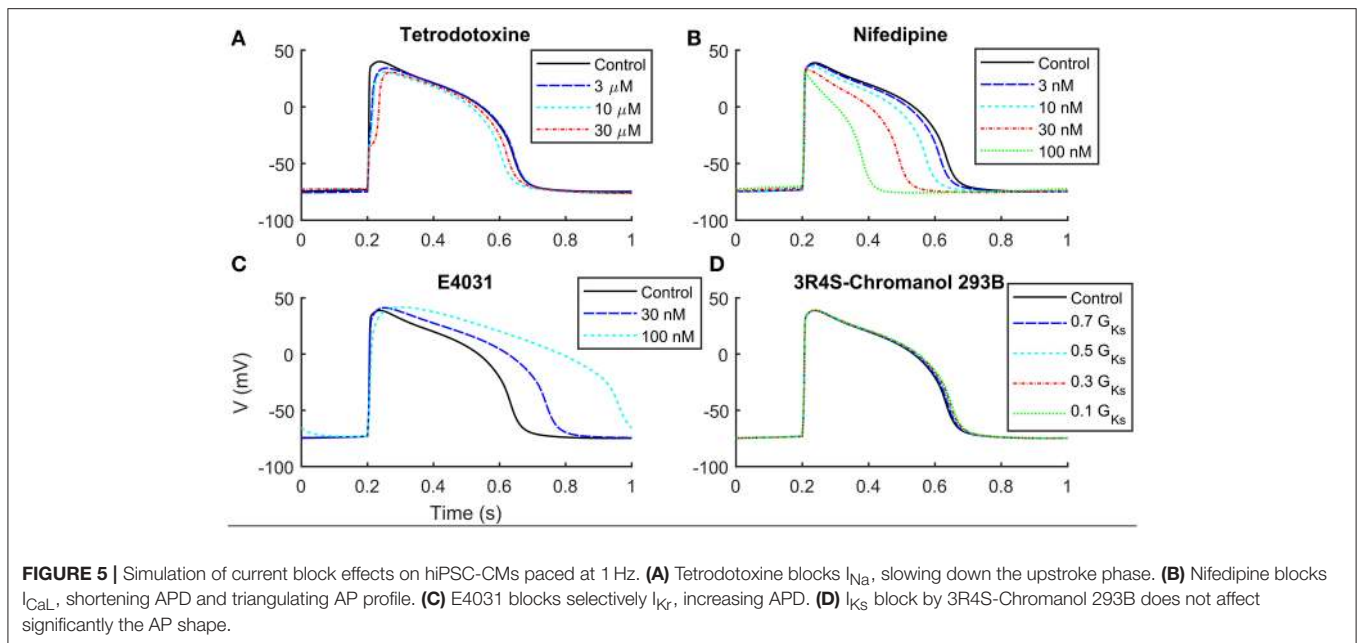 A
Tetrodotoxine
50
0
-50
-100
0
0.2
0.4
0.6
0.8
1
Control
3 μM
10 μM
30 μM
B
Nifedipine
50
0
-50
-100
0
0.2
0.4
0.6
0.8
1
Control
3 nM
10 nM
30 nM
100 nM
C
E4031
50
0
-50
-100
V (mV)
0
0.2
0.4
0.6
0.8
1
Time (s)
Control
30 nM
100 nM
D
3R4S-Chromanol 293B
50
0
-50
-100
0
0.2
0.4
0.6
0.8
1
Control
0.7 GKs
0.5 GKs
0.3 GKs
0.1 GKs
FIGURE 5 | Simulation of current block effects on hiPSC-CMs paced at 1 Hz. (A) Tetrodotoxine blocks INa, slowing down the upstroke phase. (B) Nifedipine blocks
ICaL, shortening APD and triangulating AP profile. (C) E4031 blocks selectively IKr, increasing APD. (D) IKs block by 3R4S-Chromanol 293B does not affect
significantly the AP shape.